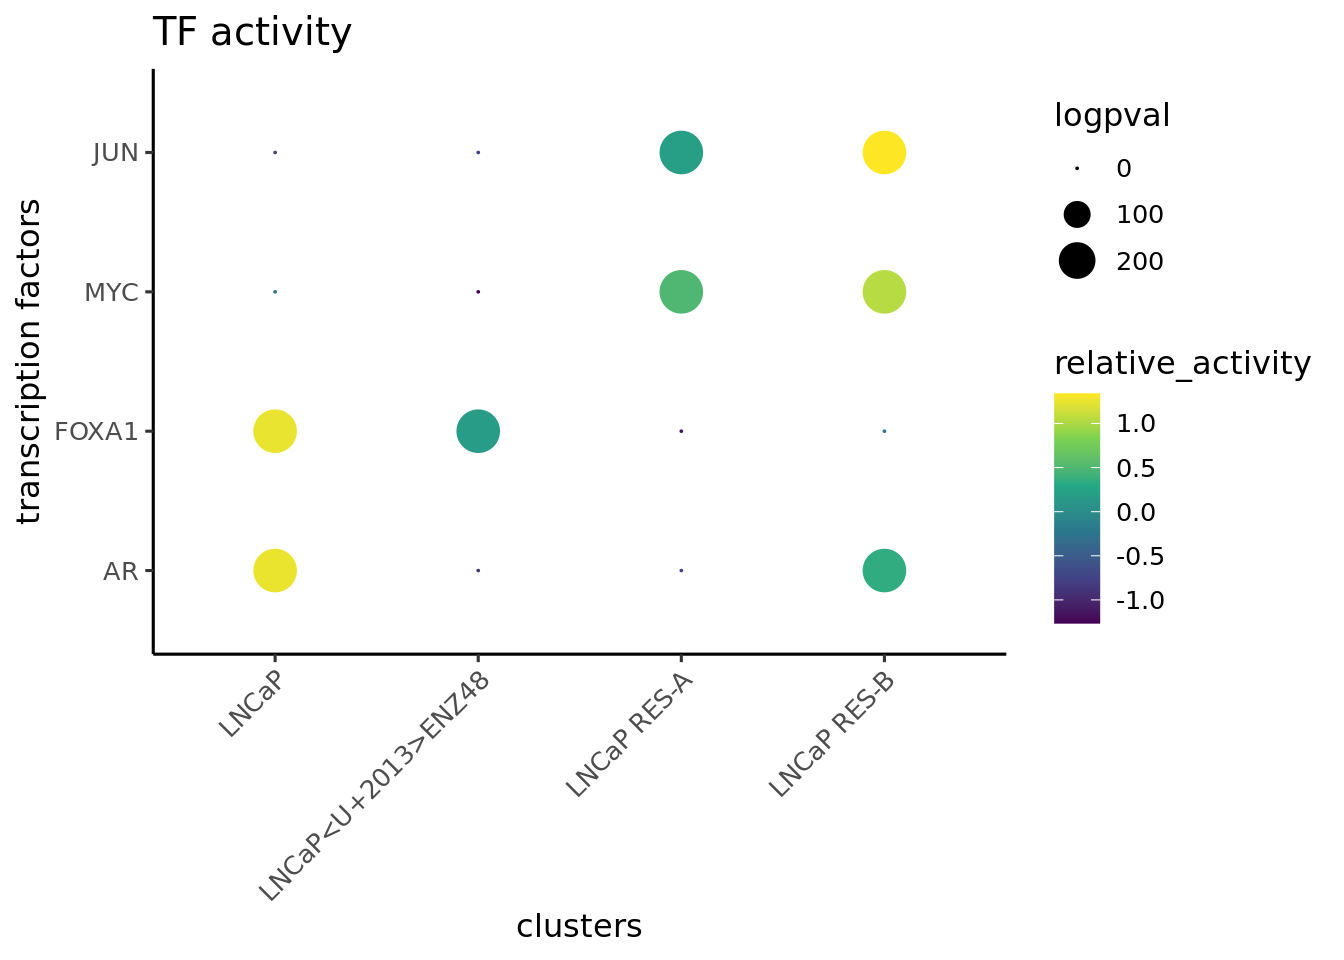 TF activity
transcription factors
JUN
MYC
FOXA1
AR
LNCaP
LNCaP<U+2013>ENZ48
LNCaP RES-A
LNCaP RES-B
clusters
logpval
0
100
200
relative_activity
1.0
0.5
0.0
-0.5
-1.0